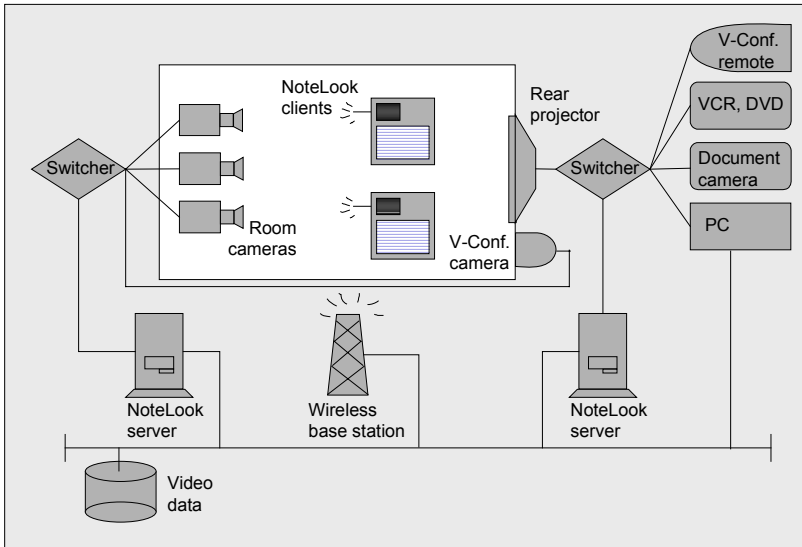 V-Conf.
remote
NoteLook
clients
Rear
projector
VCR, DVD
Switcher
Switcher
Document
camera
Room
cameras
V-Conf.
camera
PC
NoteLook
server
Wireless
base station
NoteLook
server
Video
data